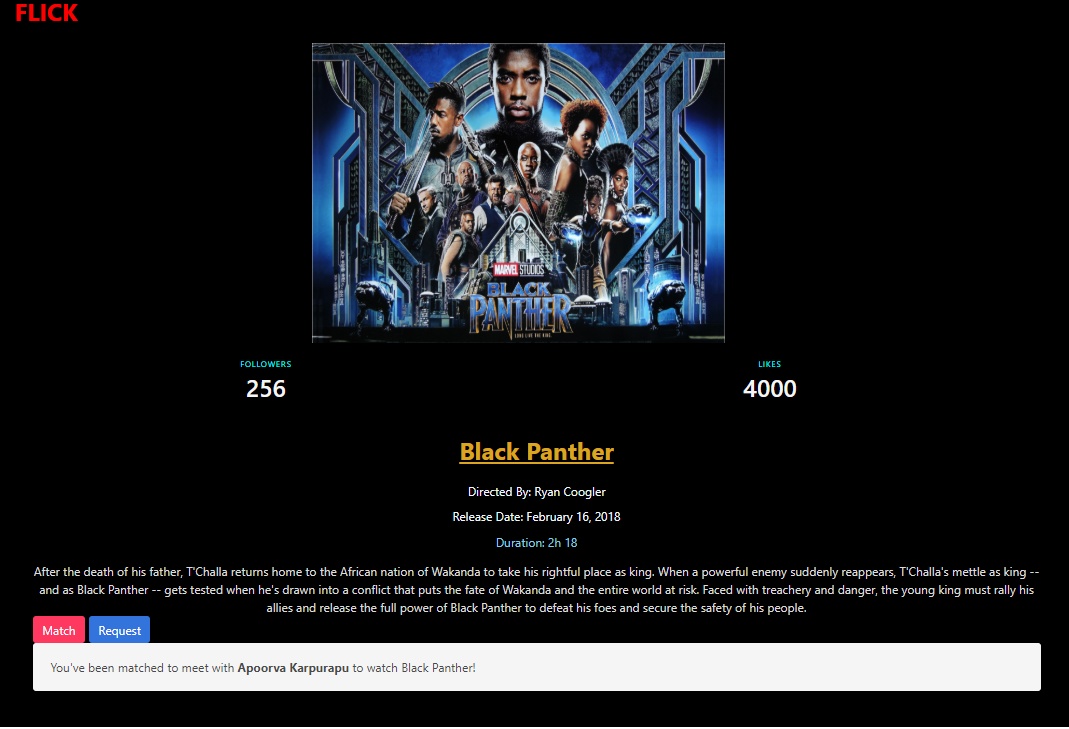 FLICK
MARVEL STUDIOS
BLACK
PANTHER
LONG LIVE THE KING
FOLLOWERS
256
LIKES
4000
Black Panther
Directed By: Ryan Coogler
Release Date: February 16, 2018
Duration: 2h 18
After the death of his father, T'Challa returns home to the African nation of Wakanda to take his rightful place as king. When a powerful enemy suddenly reappears, T'Challa's mettle as king --
and as Black Panther -- gets tested when he's drawn into a conflict that puts the fate of Wakanda and the entire world at risk. Faced with treachery and danger, the young king must rally his
allies and release the full power of Black Panther to defeat his foes and secure the safety of his people.
Match Request
You've been matched to meet with Apoorva Karpurapu to watch Black Panther!